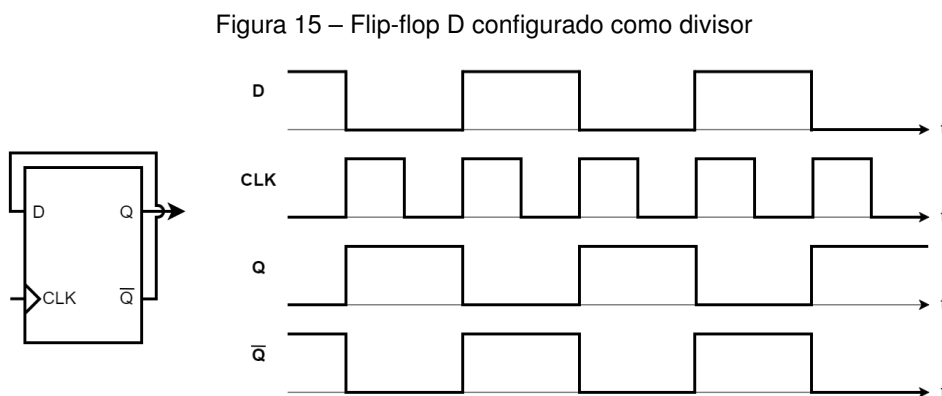 Figura 15 – Flip-flop D configurado como divisor
D
t
CLK
t
D Q
CLK Q̅
Q
t
Q̅
t